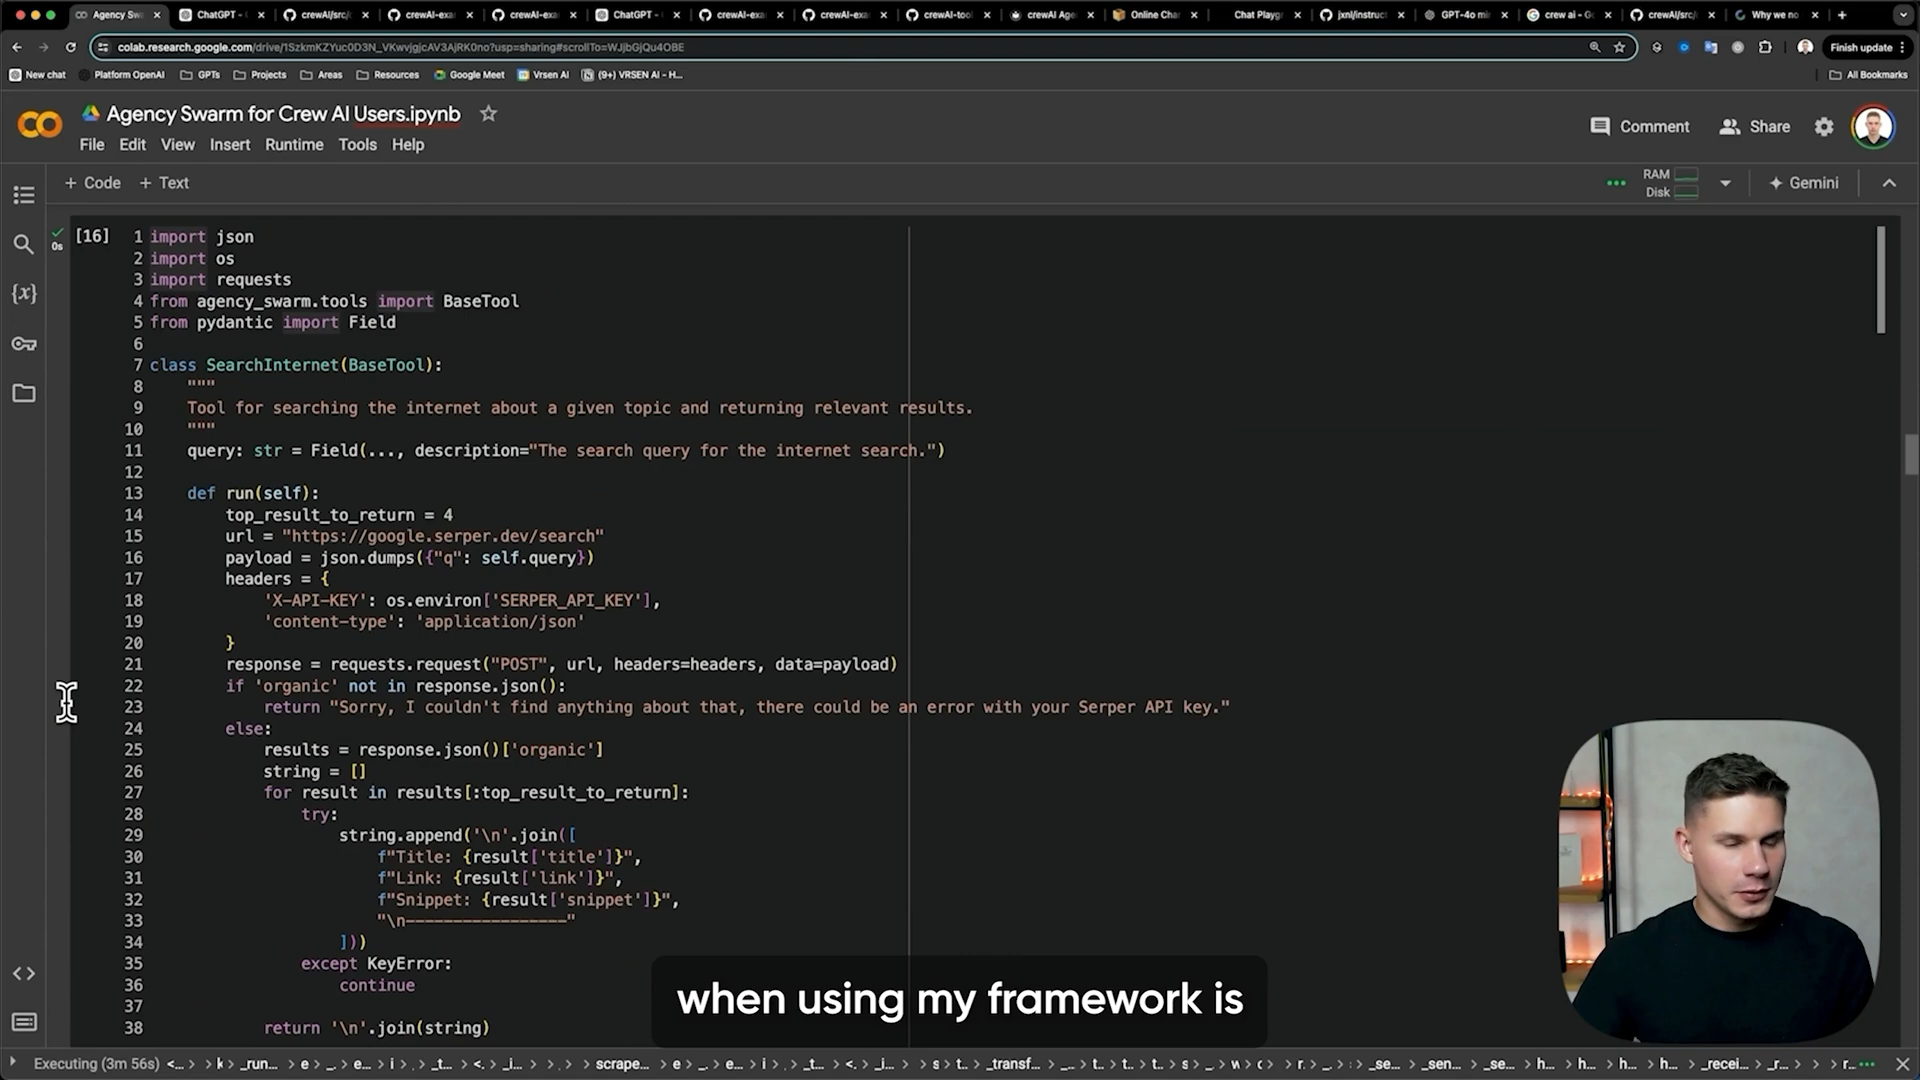 Agency Swarm
ChatGPT -
crewAI/src/
crewAI-exa
crewAI-exa
ChatGPT -
crewAI-exa
crewAI-exa
crewAI-too
crewAI Age
Online Cha
Chat Playg
jxnl/instruc
GPT-4o mi
crew ai - G
crewAI/src/
Why we no
colab.research.google.com/drive/1SzkmKZYuc0D3N_VKwvjgjcAV3AjRK0no?usp=sharing#scrollTo=WJjbGjQu4OBE
Finish update
New chat
Platform OpenAI
GPTs
Projects
Areas
Resources
Google Meet
Vrsen AI
(9+) VRSEN AI - H...
All Bookmarks
CO
Agency Swarm for Crew AI Users.ipynb
File Edit View Insert Runtime Tools Help
Comment
Share
+ Code + Text
RAM
Disk
Gemini
0s
[16]
1 import json
2 import os
3 import requests
4 from agency_swarm.tools import BaseTool
5 from pydantic import Field
6
7 class SearchInternet(BaseTool):
8 """
9 Tool for searching the internet about a given topic and returning relevant results.
10 """
11 query: str = Field(..., description="The search query for the internet search.")
12
13 def run(self):
14 top_result_to_return = 4
15 url = "https://google.serper.dev/search"
16 payload = json.dumps({"q": self.query})
17 headers = {
18 'X-API-KEY': os.environ['SERPER_API_KEY'],
19 'content-type': 'application/json'
20 }
21 response = requests.request("POST", url, headers=headers, data=payload)
22 if 'organic' not in response.json():
23 return "Sorry, I couldn't find anything about that, there could be an error with your Serper API key."
24 else:
25 results = response.json()['organic']
26 string = []
27 for result in results[:top_result_to_return]:
28 try:
29 string.append('\n'.join([
30 f"Title: {result['title']}",
31 f"Link: {result['link']}",
32 f"Snippet: {result['snippet']}",
33 "\n-----------------"
34 ]))
35 except KeyError:
36 continue
37
38 return '\n'.join(string)
when using my framework is
Executing (3m 56s) <... > k > _run... > e > _. > e... > i > _t... > <. > _i... > scrape... > e > _. > e... > i > _t... > <. > _i... > s > t... > _transf...